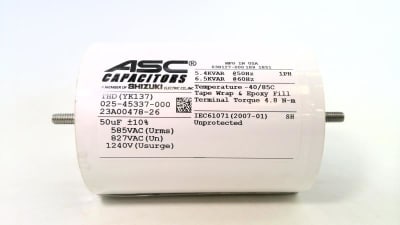 ASC®
CAPACITORS
A MEMBER OF SHIZUKI ELECTRIC CO., INC
THD(YK137)
025-45337-000
23A00478-26
50uF ±10%
585VAC(Urms)
827VAC(Un)
1240V(Usurge)
MFG IN USA
5.4KVAR @50Hz 1PH
6.5KVAR @60Hz
Temperature -40/85C
Tape Wrap & Epoxy Fill
Terminal Torque 4.8 N-m
IEC61071(2007-01) SH
Unprotected